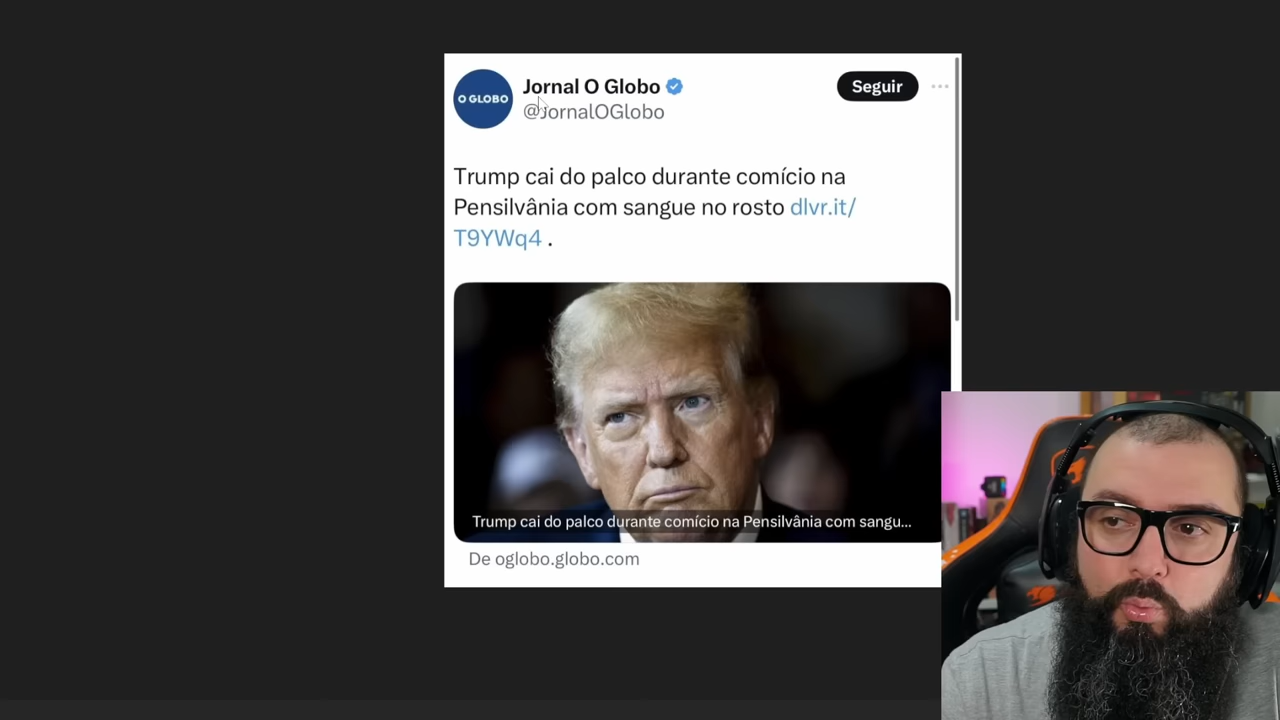 O GLOBO
Jornal O Globo
@JornalOGlobo
Seguir
Trump cai do palco durante comício na
Pensilvânia com sangue no rosto dlvr.it/
T9YWq4 .
Trump cai do palco durante comício na Pensilvânia com sangu...
De oglobo.globo.com